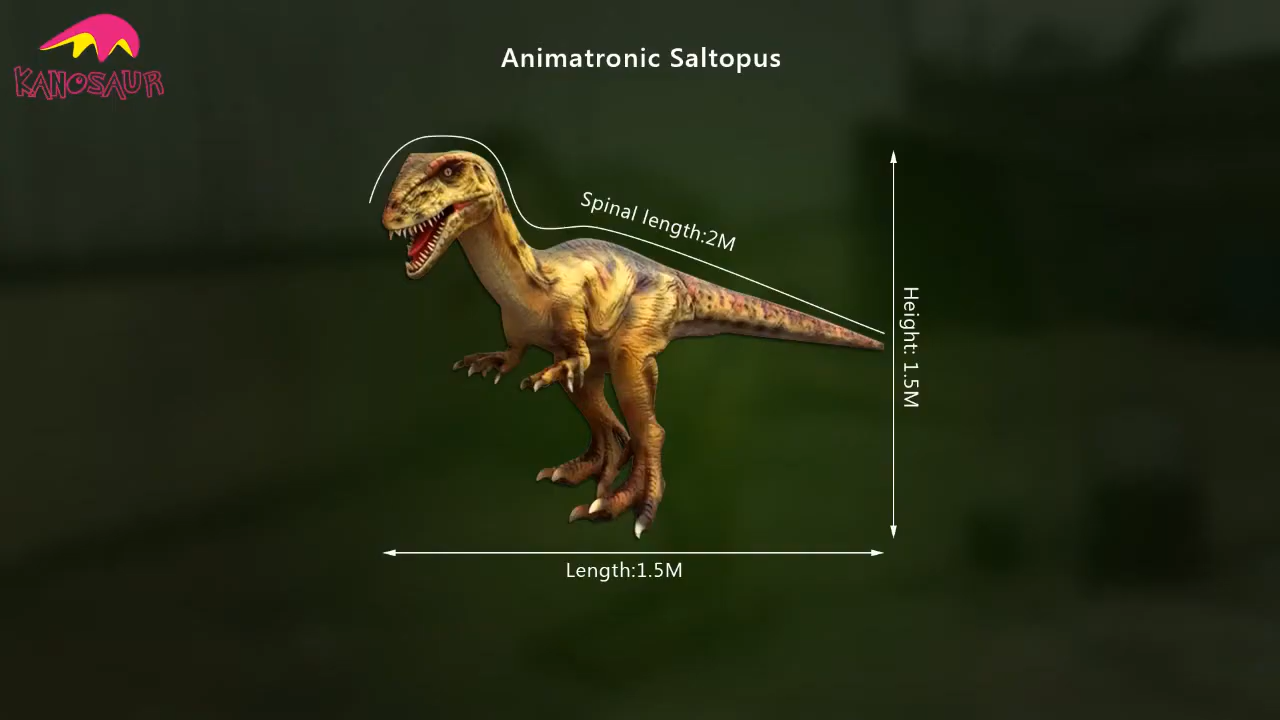 KANOSAUR
Animatronic Saltopus
Spinal length:2M
Height: 1.5M
Length:1.5M